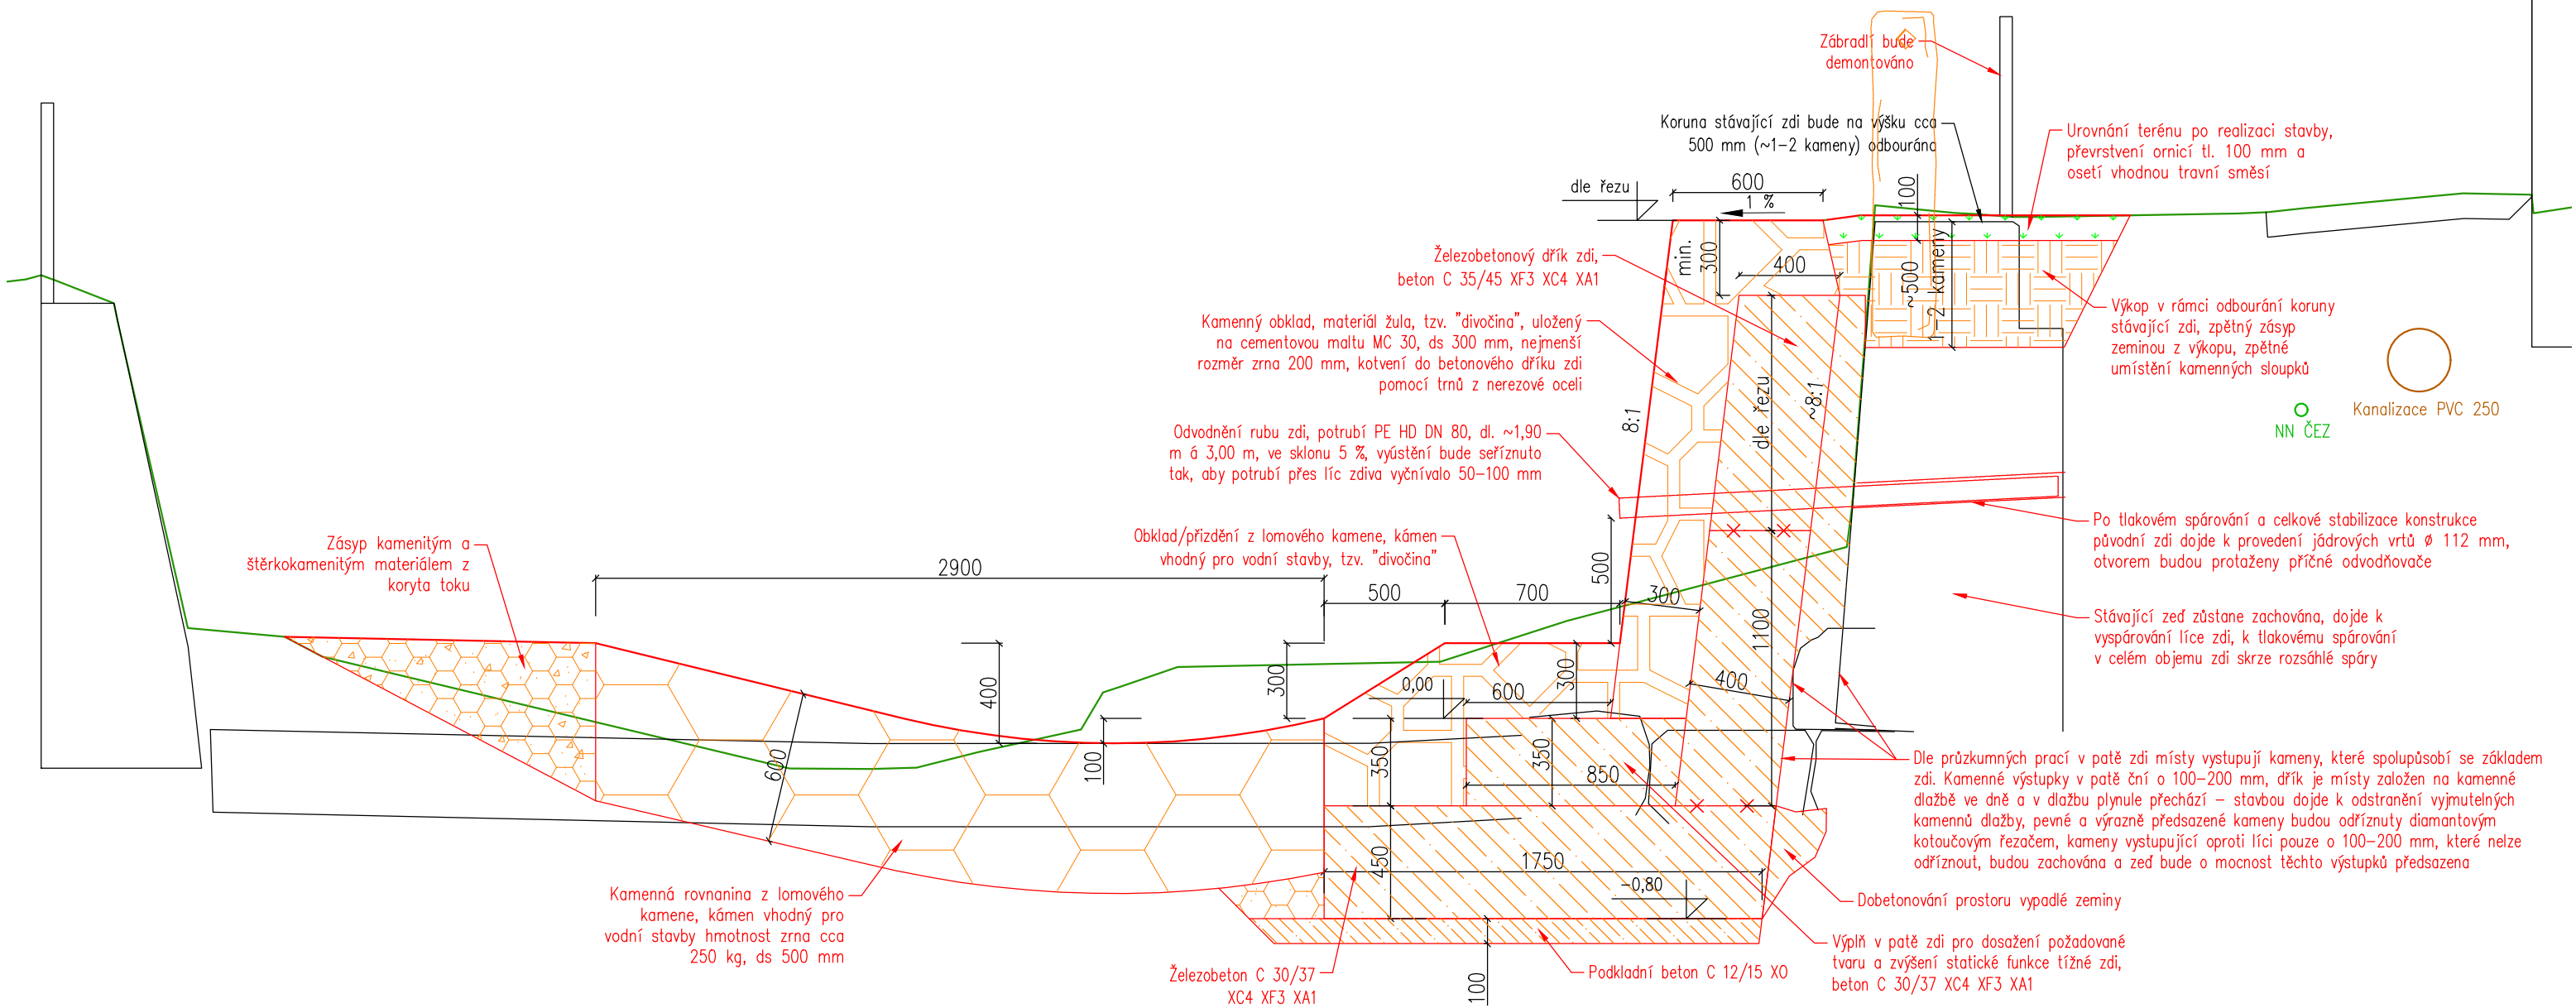 Zábradlí bude
demontováno
Koruna stávající zdi bude na výšku cca
500 mm (~1-2 kameny) odbouráno
Urovnání terénu po realizaci stavby,
převrstvení ornicí tl. 100 mm a
osetí vhodnou travní směsí
dle řezu
600
1 %
100
min.
300
400
~500
1-2 kameny
Železobetonový dřík zdi,
beton C 35/45 XF3 XC4 XA1
Kamenný obklad, materiál žula, tzv. "divočina", uložený
na cementovou maltu MC 30, ds 300 mm, nejmenší
rozměr zrna 200 mm, kotvení do betonového dříku zdi
pomocí trnů z nerezové oceli
Výkop v rámci odbourání koruny
stávající zdi, zpětný zásyp
zeminou z výkopu, zpětné
umístění kamenných sloupků
8:1
dle řezu
~8:1
Kanalizace PVC 250
NN ČEZ
Odvodnění rubu zdi, potrubí PE HD DN 80, dl. ~1,90
m á 3,00 m, ve sklonu 5 %, vyústění bude seříznuto
tak, aby potrubí přes líc zdiva vyčnívalo 50-100 mm
Po tlakovém spárování a celkové stabilizace konstrukce
původní zdi dojde k provedení jádrových vrtů ø 112 mm,
otvorem budou protaženy příčné odvodňovače
Obklad/přizdění z lomového kamene, kámen
vhodný pro vodní stavby, tzv. "divočina"
Zásyp kamenitým a
štěrkokamenitým materiálem z
koryta toku
2900
500
700
500
300
1100
Stávající zeď zůstane zachována, dojde k
vyspárování líce zdi, k tlakovému spárování
v celém objemu zdi skrze rozsáhlé spáry
400
300
0,00
600
300
400
600
100
350
350
850
Dle průzkumných prací v patě zdi místy vystupují kameny, které spolupůsobí se základem
zdi. Kamenné výstupky v patě ční o 100-200 mm, dřík je místy založen na kamenné
dlažbě ve dně a v dlažbu plynule přechází - stavbou dojde k odstranění vyjmutelných
kamennů dlažby, pevné a výrazně předsazené kameny budou odříznuty diamantovým
kotoučovým řezačem, kameny vystupující oproti líci pouze o 100-200 mm, které nelze
odříznout, budou zachována a zeď bude o mocnost těchto výstupků předsazena
450
1750
-0,80
Kamenná rovnanina z lomového
kamene, kámen vhodný pro
vodní stavby hmotnost zrna cca
250 kg, ds 500 mm
Dobetonování prostoru vypadlé zeminy
Výplň v patě zdi pro dosažení požadované
tvaru a zvýšení statické funkce tížné zdi,
beton C 30/37 XC4 XF3 XA1
Železobeton C 30/37
XC4 XF3 XA1
100
Podkladní beton C 12/15 XO